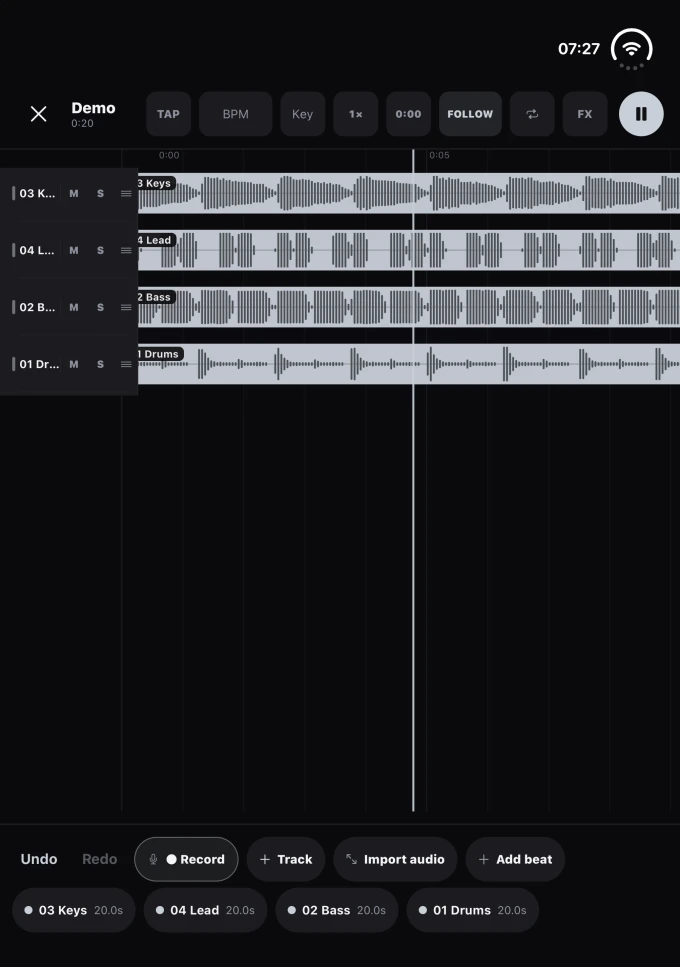 07:27
Demo
0:20
TAP
BPM
Key
1×
0:00
FOLLOW
FX
0:00
0:05
03 K...
M
S
3 Keys
04 L...
M
S
4 Lead
02 B...
M
S
2 Bass
01 Dr...
M
S
1 Drums
Undo
Redo
Record
+ Track
Import audio
+ Add beat
03 Keys 20.0s
04 Lead 20.0s
02 Bass 20.0s
01 Drums 20.0s